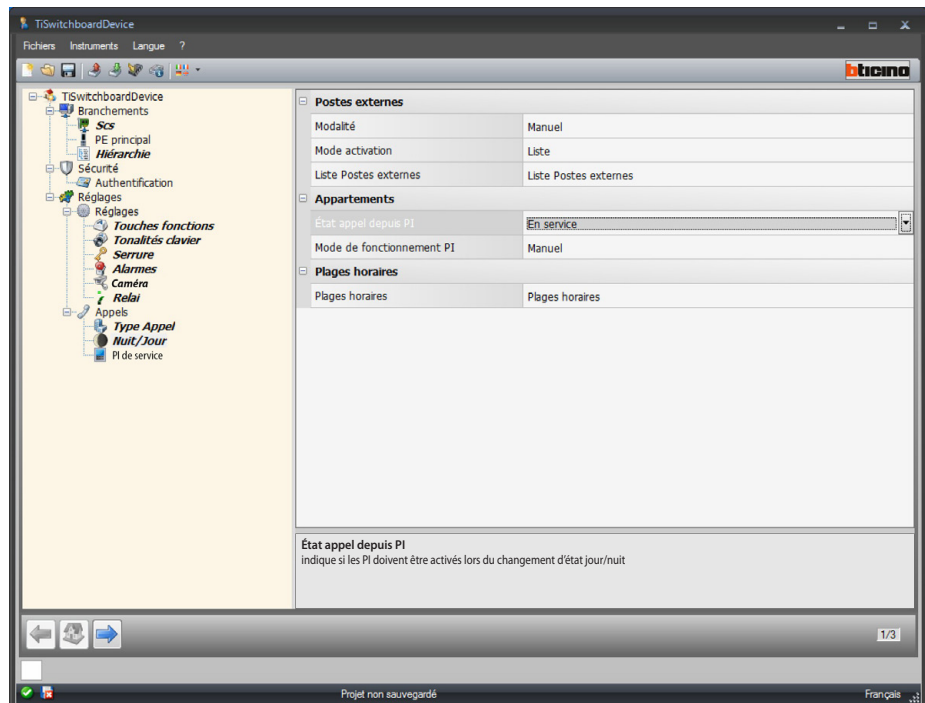 TiSwitchboardDevice
Fichiers Instruments Langue ?
bticino
TiSwitchboardDevice
Branchements
Scs
PE principal
Hiérarchie
Sécurité
Authentification
Réglages
Réglages
Touches fonctions
Tonalités clavier
Serrure
Alarmes
Caméra
Relai
Appels
Type Appel
Nuit/Jour
PI de service
Postes externes
Modalité Manuel
Mode activation Liste
Liste Postes externes Liste Postes externes
Appartements
État appel depuis PI En service
Mode de fonctionnement PI Manuel
Plages horaires
Plages horaires Plages horaires
État appel depuis PI
indique si les PI doivent être activés lors du changement d'état jour/nuit
1/3
Projet non sauvegardé Français